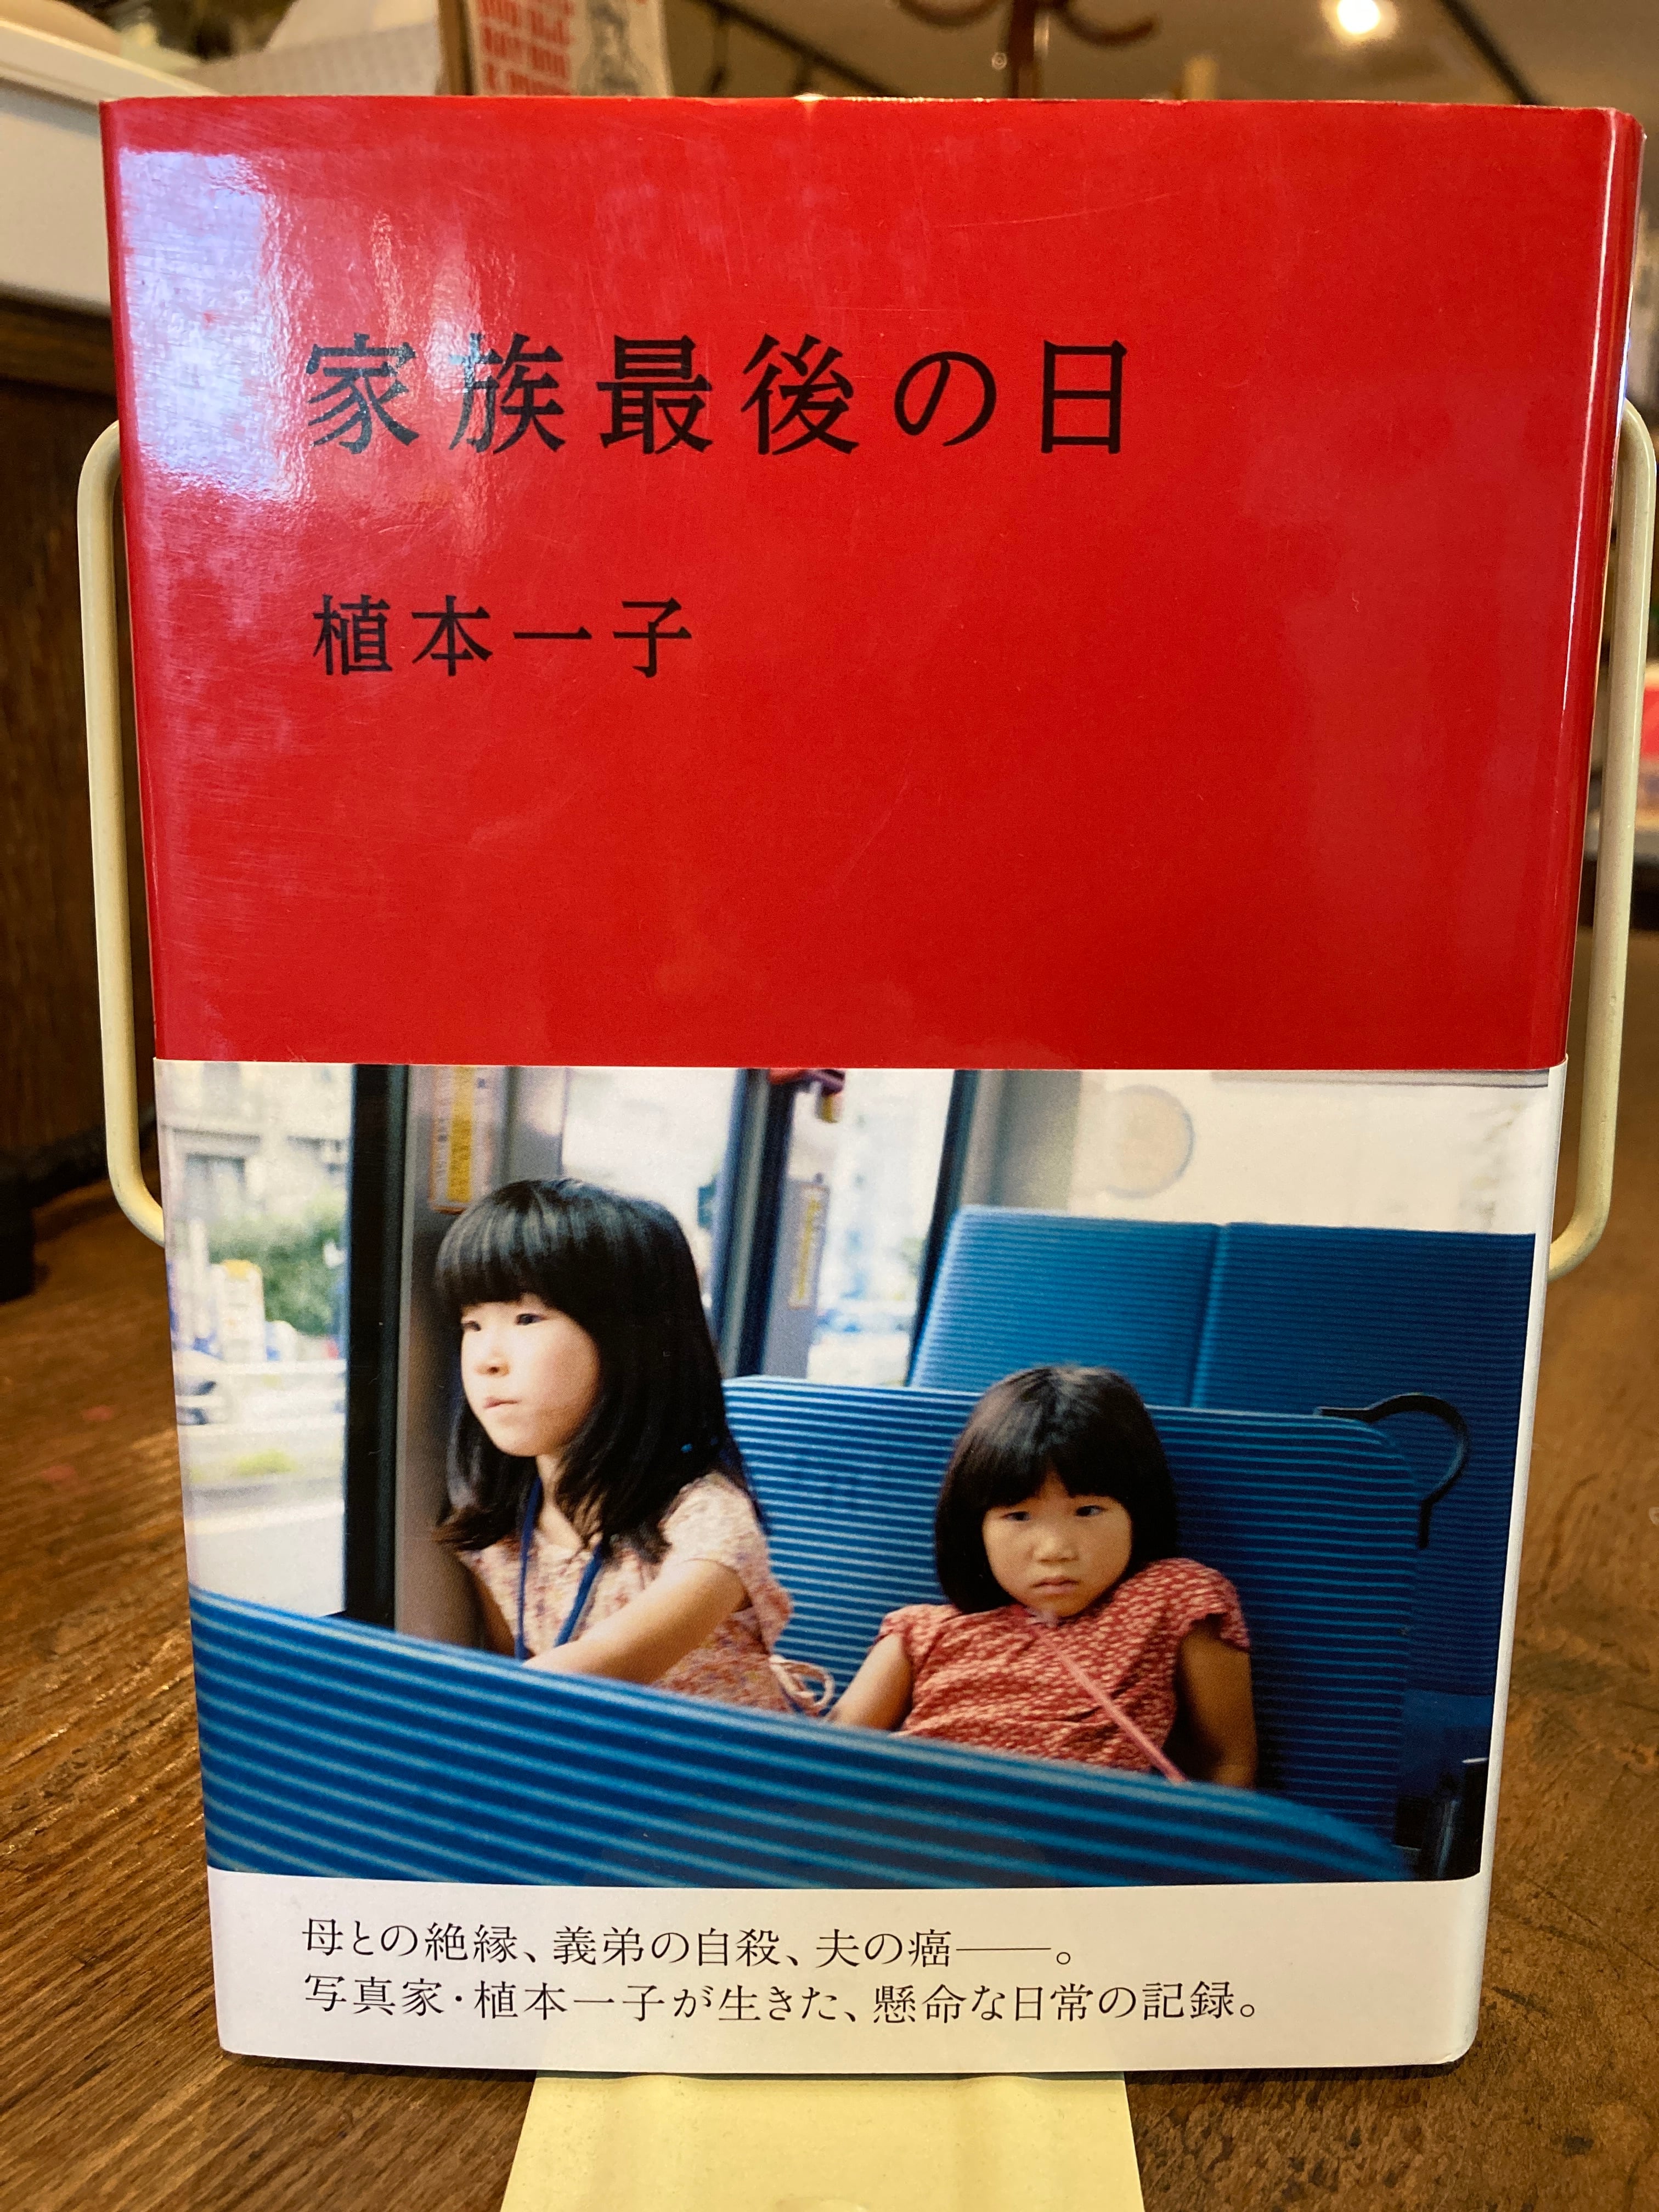 家族最後の日
植本一子
母との絶縁、義弟の自殺、夫の癌――。
写真家・植本一子が生きた、懸命な日常の記録。